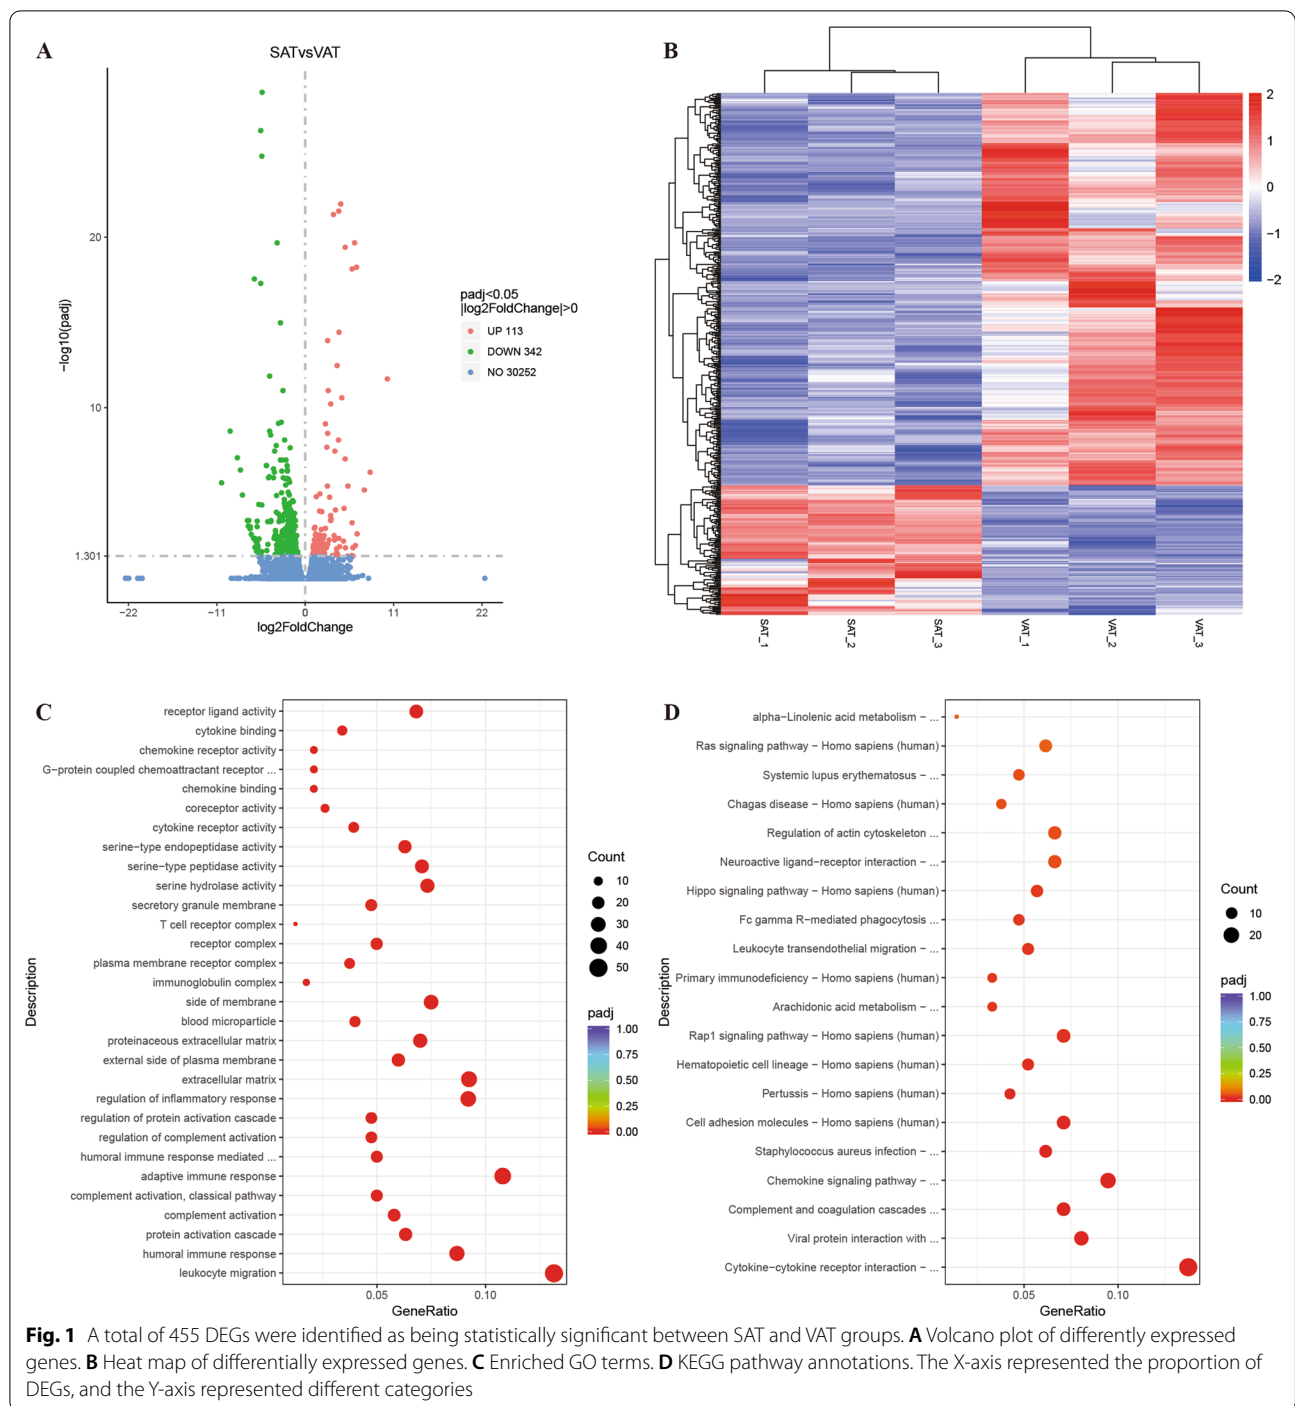 A
SATvsVAT
−log10(padj)
20
10
1.301
−22
−11
0
11
22
log2FoldChange
padj<0.05
|log2FoldChange|>0
UP 113
DOWN 342
NO 30252
B
2
1
0
−1
−2
SAT_1
SAT_2
SAT_3
VAT_1
VAT_2
VAT_3
C
Description
receptor ligand activity
cytokine binding
chemokine receptor activity
G−protein coupled chemoattractant receptor ...
chemokine binding
coreceptor activity
cytokine receptor activity
serine−type endopeptidase activity
serine−type peptidase activity
serine hydrolase activity
secretory granule membrane
T cell receptor complex
receptor complex
plasma membrane receptor complex
immunoglobulin complex
side of membrane
blood microparticle
proteinaceous extracellular matrix
external side of plasma membrane
extracellular matrix
regulation of inflammatory response
regulation of protein activation cascade
regulation of complement activation
humoral immune response mediated ...
adaptive immune response
complement activation, classical pathway
complement activation
protein activation cascade
humoral immune response
leukocyte migration
0.05
0.10
GeneRatio
Count
10
20
30
40
50
padj
1.00
0.75
0.50
0.25
0.00
D
Description
alpha−Linolenic acid metabolism − ...
Ras signaling pathway − Homo sapiens (human)
Systemic lupus erythematosus − ...
Chagas disease − Homo sapiens (human)
Regulation of actin cytoskeleton ...
Neuroactive ligand−receptor interaction − ...
Hippo signaling pathway − Homo sapiens (human)
Fc gamma R−mediated phagocytosis ...
Leukocyte transendothelial migration − ...
Primary immunodeficiency − Homo sapiens (human)
Arachidonic acid metabolism − ...
Rap1 signaling pathway − Homo sapiens (human)
Hematopoietic cell lineage − Homo sapiens (human)
Pertussis − Homo sapiens (human)
Cell adhesion molecules − Homo sapiens (human)
Staphylococcus aureus infection − ...
Chemokine signaling pathway − ...
Complement and coagulation cascades ...
Viral protein interaction with ...
Cytokine−cytokine receptor interaction − ...
0.05
0.10
GeneRatio
Count
10
20
padj
1.00
0.75
0.50
0.25
0.00
Fig. 1 A total of 455 DEGs were identified as being statistically significant between SAT and VAT groups. A Volcano plot of differently expressed
genes. B Heat map of differentially expressed genes. C Enriched GO terms. D KEGG pathway annotations. The X-axis represented the proportion of
DEGs, and the Y-axis represented different categories